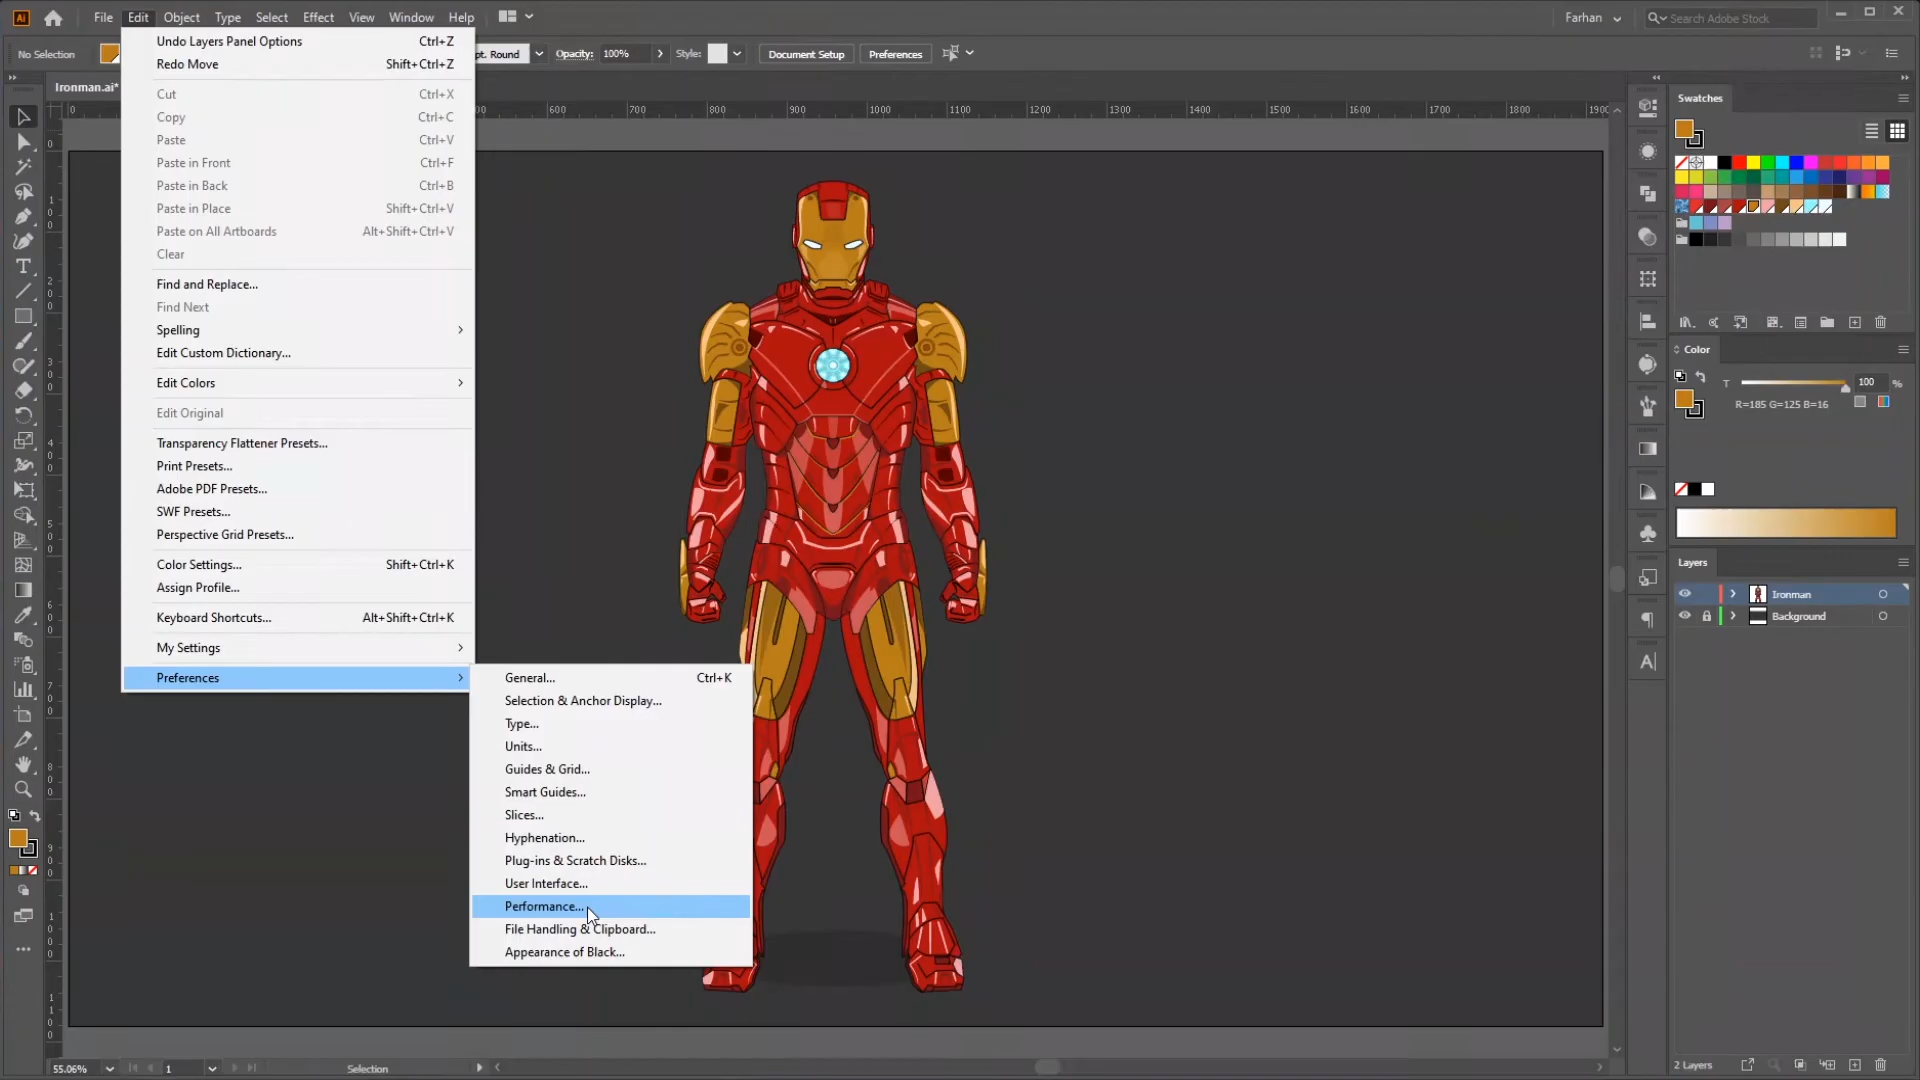 Ai File Edit Object Type Select Effect View Window Help Farhan Search Adobe Stock
No Selection pt. Round Opacity: 100% Style: Document Setup Preferences
Ironman.ai*
Undo Layers Panel Options Ctrl+Z
Redo Move Shift+Ctrl+Z
Cut Ctrl+X
Copy Ctrl+C
Paste Ctrl+V
Paste in Front Ctrl+F
Paste in Back Ctrl+B
Paste in Place Shift+Ctrl+V
Paste on All Artboards Alt+Shift+Ctrl+V
Clear
Find and Replace...
Find Next
Spelling
Edit Custom Dictionary...
Edit Colors
Edit Original
Transparency Flattener Presets...
Print Presets...
Adobe PDF Presets...
SWF Presets...
Perspective Grid Presets...
Color Settings... Shift+Ctrl+K
Assign Profile...
Keyboard Shortcuts... Alt+Shift+Ctrl+K
My Settings
Preferences
General... Ctrl+K
Selection & Anchor Display...
Type...
Units...
Guides & Grid...
Smart Guides...
Slices...
Hyphenation...
Plug-ins & Scratch Disks...
User Interface...
Performance...
File Handling & Clipboard...
Appearance of Black...
0 600 700 800 900 1000 1100 1200 1300 1400 1500 1600 1700 1800
Swatches
Color
T 100 %
R=185 G=125 B=16
Layers
Ironman
Background
2 Layers
55.06% 1 Selection